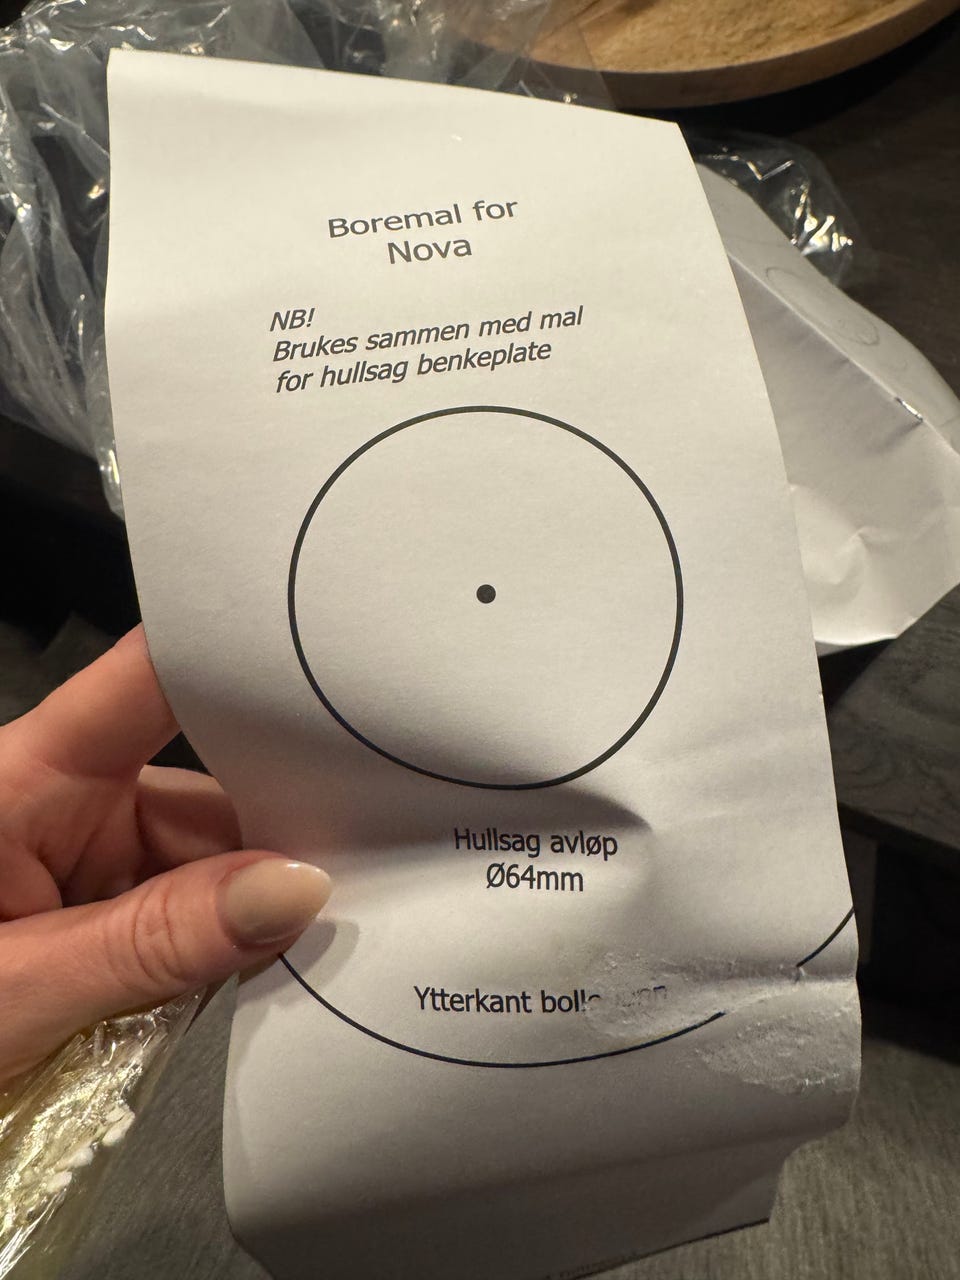 Boremal for
Nova
NB!
Brukes sammen med mal
for hullsag benkeplate
Hullsag avløp
Ø64mm
Ytterkant